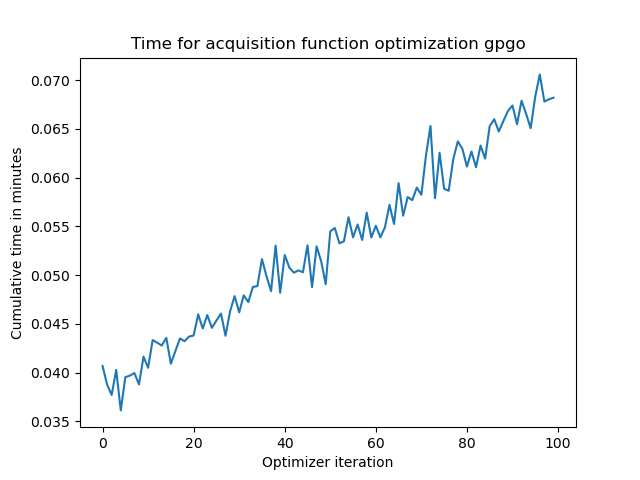 Time for acquisition function optimization gpgo
0.070
0.065
0.060
0.055
0.050
0.045
0.040
0.035
Cumulative time in minutes
0 20 40 60 80 100
Optimizer iteration